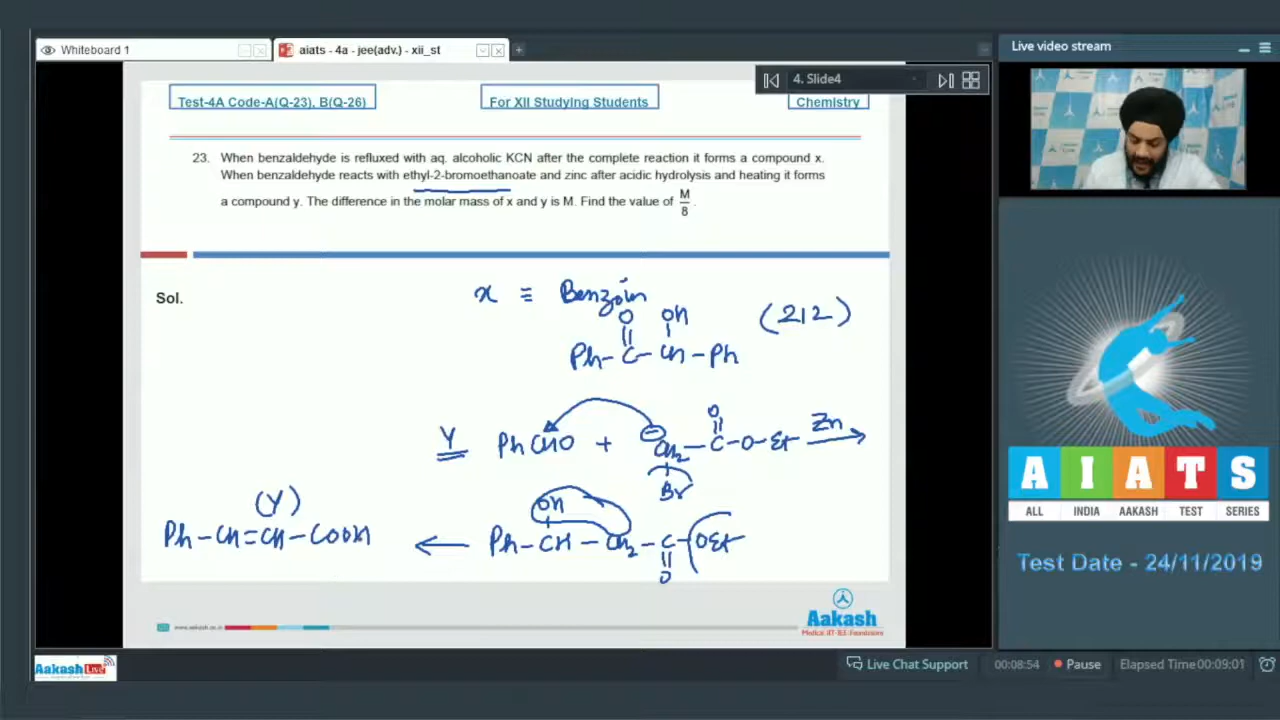 Whiteboard 1
aiats - 4a - jee(adv.) - xii_st
Live video stream
4. Slide4
Test-4A Code-A(Q-23), B(Q-26)
For XII Studying Students
Chemistry
23. When benzaldehyde is refluxed with aq. alcoholic KCN after the complete reaction it forms a compound x.
When benzaldehyde reacts with ethyl-2-bromoethanoate and zinc after acidic hydrolysis and heating it forms
a compound y. The difference in the molar mass of x and y is M. Find the value of M/8.
Sol.
x ≡ Benzoin
(212)
O OH
Ph-C-CH-Ph
Y PhCHO + CH2-C-O-Et Zn
O
Br
(Y)
Ph-CH=CH-COOH
OH
Ph-CH-CH2-C-OEt
O
AIATS
ALL INDIA AAKASH TEST SERIES
Test Date - 24/11/2019
www.aakash.ac.in
Aakash
Medical|IIT-JEE|Foundations
Aakash Live
Live Chat Support
00:08:54
Pause
Elapsed Time 00:09:01